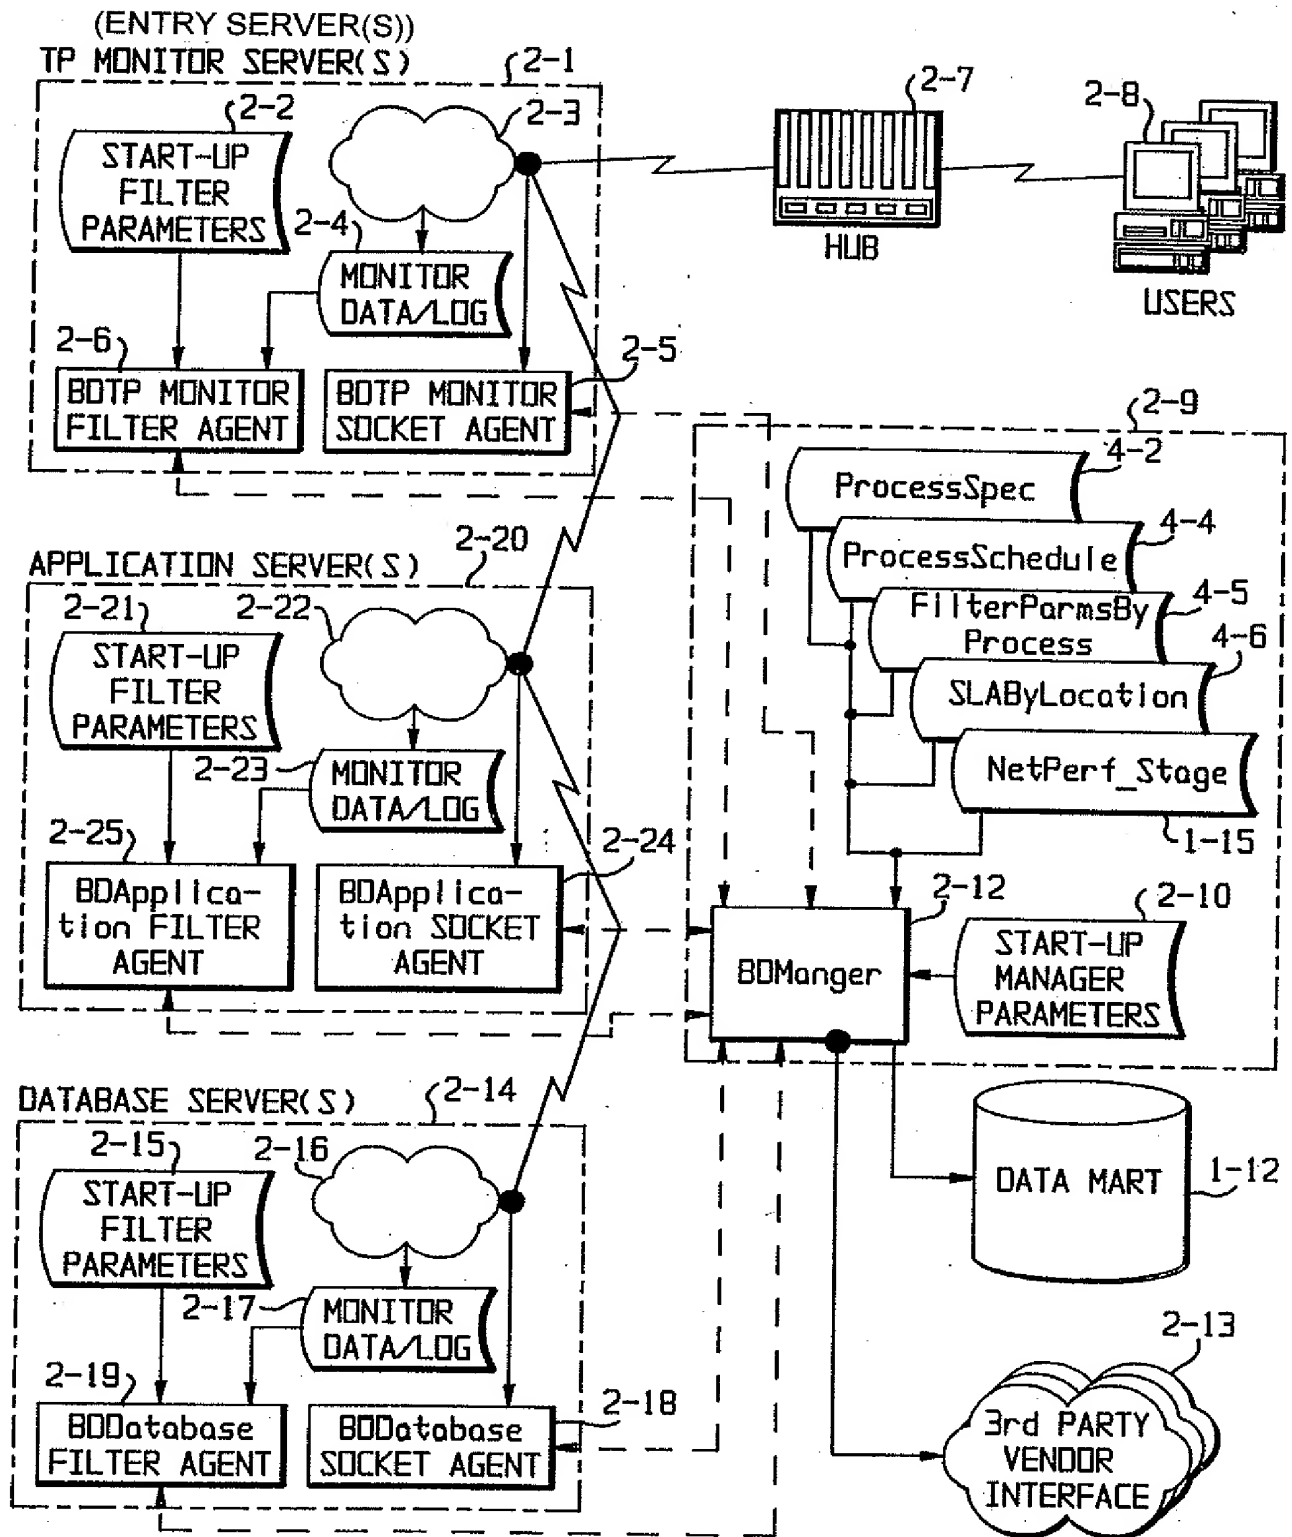 (ENTRY SERVER(S))
TP MONITOR SERVER(S)
2-1
2-2
2-3
START-UP
FILTER
PARAMETERS
2-4
MONITOR
DATA/LOG
2-6
2-5
BDTP MONITOR
FILTER AGENT
BDTP MONITOR
SOCKET AGENT
2-7
HUB
2-8
USERS
2-20
APPLICATION SERVER(S)
2-21
2-22
START-UP
FILTER
PARAMETERS
2-23
MONITOR
DATA/LOG
2-25
2-24
BDApplica-
tion FILTER
AGENT
BDApplica-
tion SOCKET
AGENT
2-9
4-2
ProcessSpec
4-4
ProcessSchedule
4-5
FilterParmsBy
Process
4-6
SLAByLocation
NetPerf_Stage
1-15
2-12
2-10
BDManger
START-UP
MANAGER
PARAMETERS
DATABASE SERVER(S)
2-14
2-15
2-16
START-UP
FILTER
PARAMETERS
2-17
MONITOR
DATA/LOG
2-19
2-18
BDDatabase
FILTER AGENT
BDDatabase
SOCKET AGENT
DATA MART
1-12
2-13
3rd PARTY
VENDOR
INTERFACE